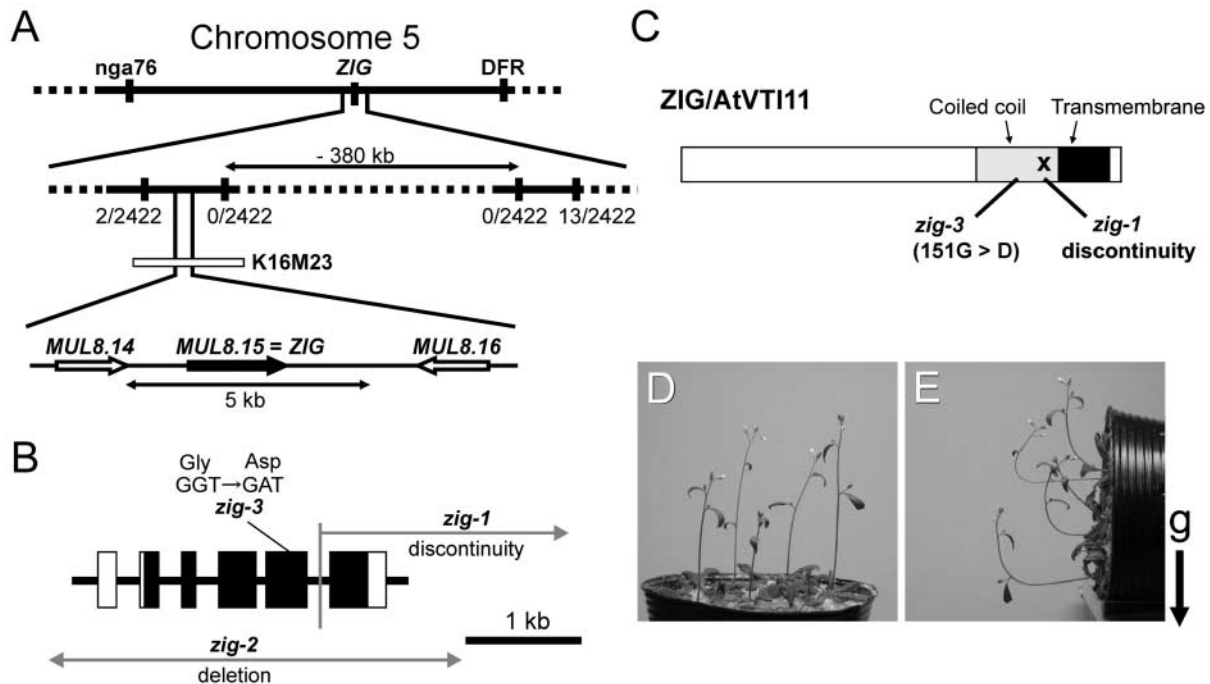 A
Chromosome 5
nga76
ZIG
DFR
- 380 kb
2/2422
0/2422
0/2422
13/2422
K16M23
MUL8.14
MUL8.15 = ZIG
MUL8.16
5 kb
B
Gly Asp
GGT→GAT
zig-3
zig-1
discontinuity
1 kb
zig-2
deletion
C
ZIG/AtVTI11
Coiled coil
Transmembrane
x
zig-3
(151G > D)
zig-1
discontinuity
D
E
g